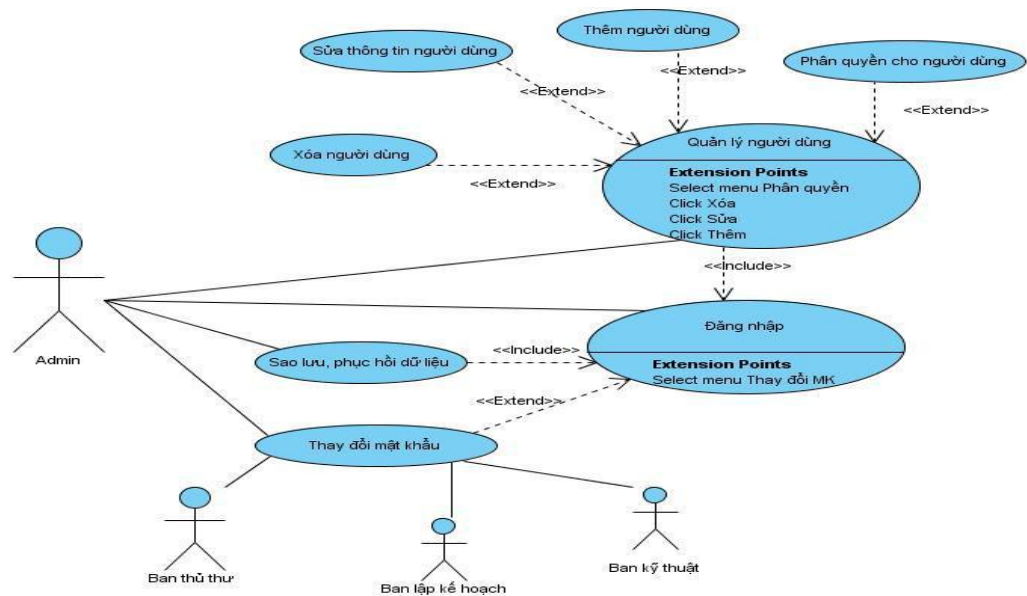 Thêm người dùng
Sửa thông tin người dùng
Phân quyền cho người dùng
<<Extend>>
<<Extend>>
<<Extend>>
Quản lý người dùng
Xóa người dùng
<<Extend>>
Extension Points
Select menu Phân quyền
Click Xóa
Click Sửa
Click Thêm
<<Include>>
Admin
Đăng nhập
<<Include>>
Sao lưu, phục hồi dữ liệu
Extension Points
Select menu Thay đổi MK
<<Extend>>
Thay đổi mật khẩu
Ban thủ thư
Ban lập kế hoạch
Ban kỹ thuật